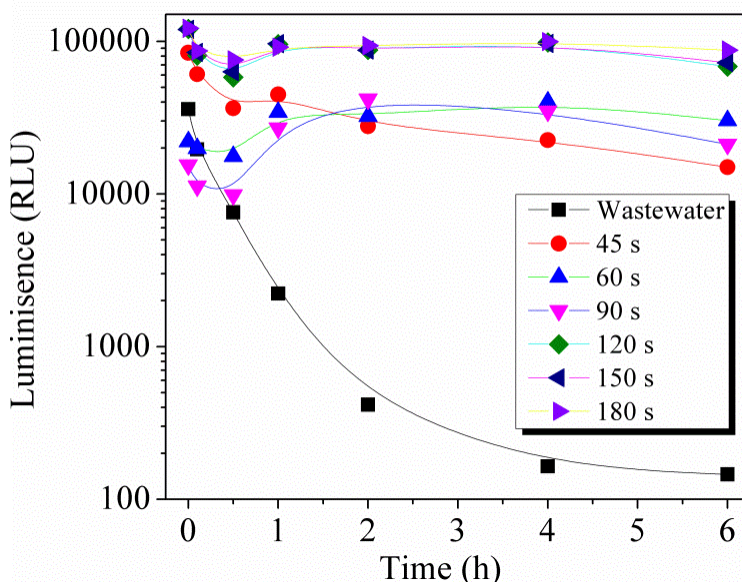 100000
10000
1000
100
Luminisence (RLU)
Wastewater
45 s
60 s
90 s
120 s
150 s
180 s
0 1 2 3 4 5 6
Time (h)